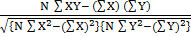 N ∑XY– (∑X) (∑Y)
√{N ∑X²–(∑X)²}{N ∑Y²–(∑Y)²}